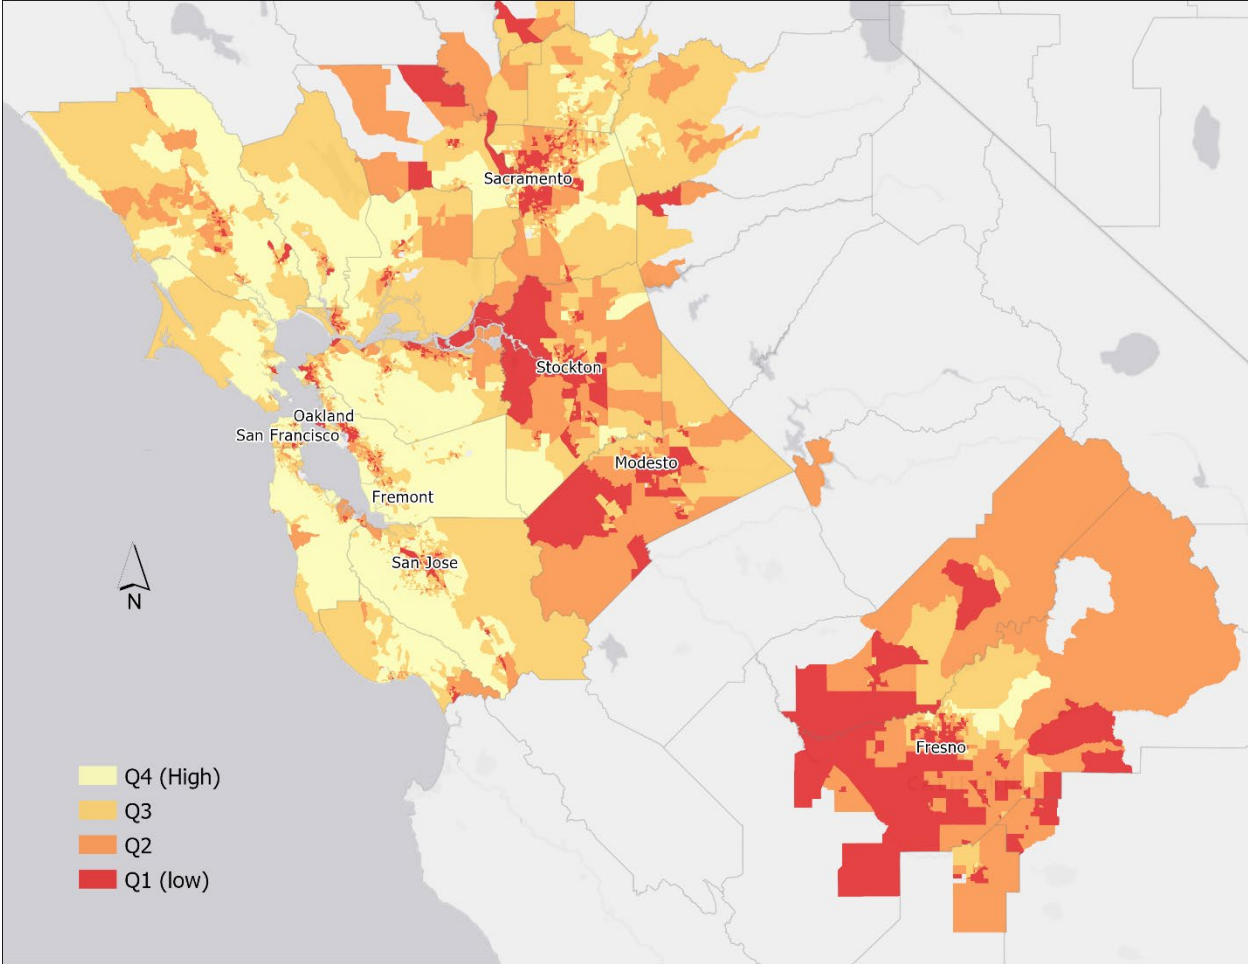 Sacramento
Stockton
Oakland
San Francisco
Modesto
Fremont
San Jose
N
Fresno
Q4 (High)
Q3
Q2
Q1 (low)